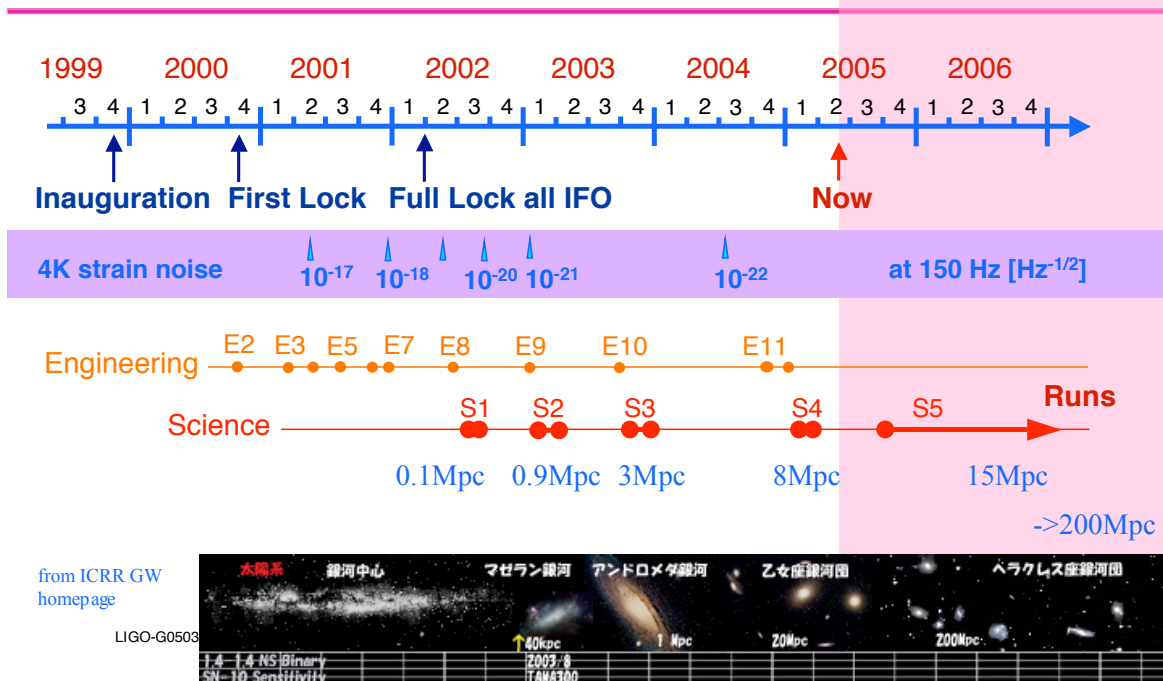 1999 2000 2001 2002 2003 2004 2005 2006
3 4 1 2 3 4 1 2 3 4 1 2 3 4 1 2 3 4 1 2 3 4 1 2 3 4 1 2 3 4
Inauguration First Lock Full Lock all IFO Now
4K strain noise 10-17 10-18 10-20 10-21 10-22 at 150 Hz [Hz-1/2]
E2 E3 E5 E7 E8 E9 E10 E11
Engineering
Runs
S1 S2 S3 S4 S5
Science
0.1Mpc 0.9Mpc 3Mpc 8Mpc 15Mpc
->200Mpc
from ICRR GW
homepage
太陽系 銀河中心 マゼラン銀河 アンドロメダ銀河 乙女座銀河団 ヘラクレス座銀河団
LIGO-G0503
↑40kpc 1 Mpc 20Mpc 200Mpc
1.4-1.4 NS Binary 2003/8
SN=10 Sensitivity TAMA300